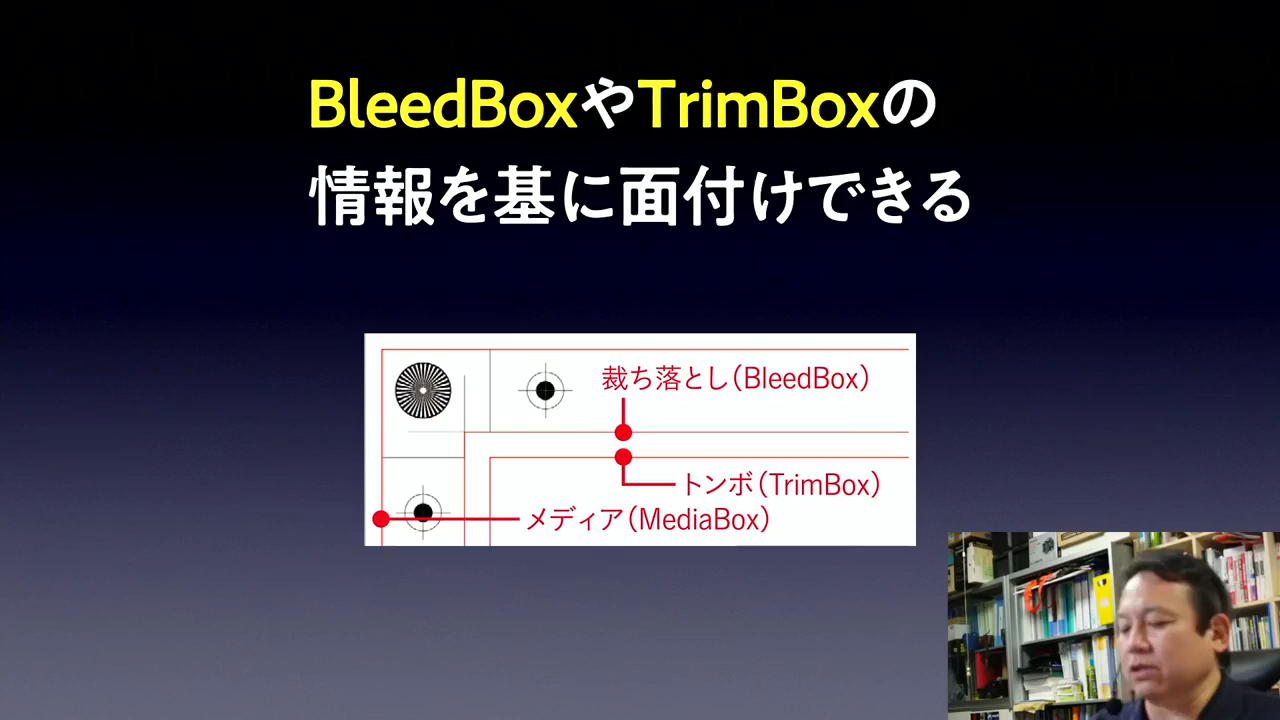 BleedBoxやTrimBoxの
情報を基に面付けできる
裁ち落とし（BleedBox）
トンボ（TrimBox）
メディア（MediaBox）